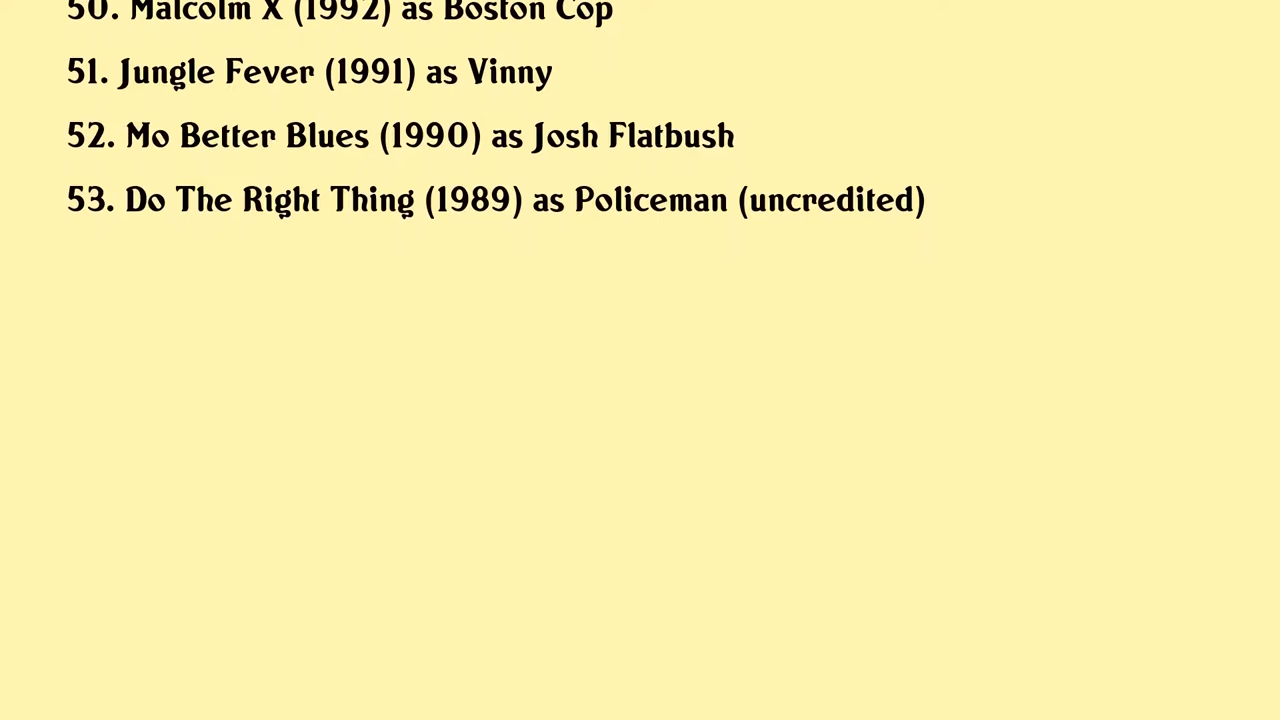 50. Malcolm X (1992) as Boston Cop
51. Jungle Fever (1991) as Vinny
52. Mo Better Blues (1990) as Josh Flatbush
53. Do The Right Thing (1989) as Policeman (uncredited)